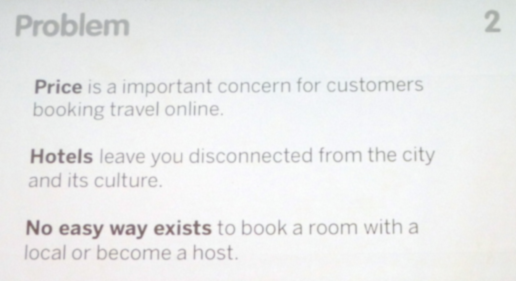 Problem
2
Price is a important concern for customers
booking travel online.
Hotels leave you disconnected from the city
and its culture.
No easy way exists to book a room with a
local or become a host.